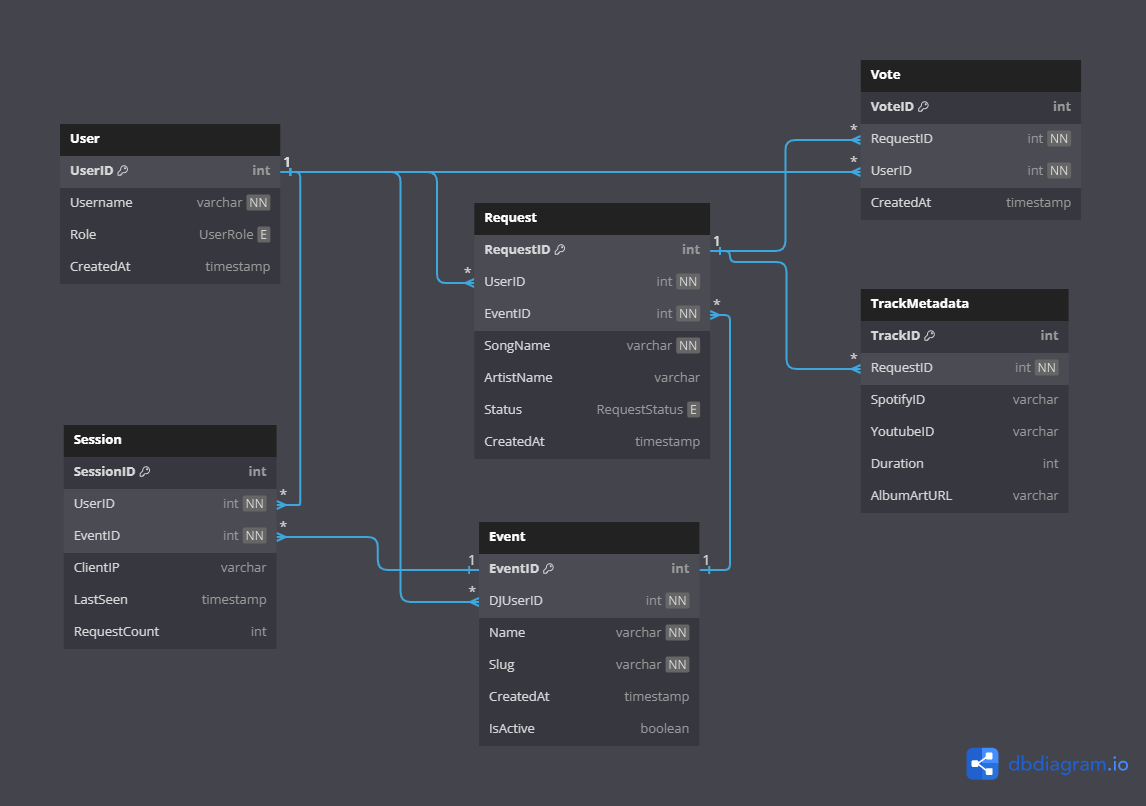 User
1
UserID int
Username varchar NN
Role UserRole E
CreatedAt timestamp
Session
SessionID int
*
UserID int NN
*
EventID int NN
ClientIP varchar
LastSeen timestamp
RequestCount int
Request
1
RequestID int
*
UserID int NN
*
EventID int NN
SongName varchar NN
ArtistName varchar
Status RequestStatus E
CreatedAt timestamp
Event
1
1
EventID int
*
DJUserID int NN
Name varchar NN
Slug varchar NN
CreatedAt timestamp
IsActive boolean
Vote
VoteID int
*
RequestID int NN
*
UserID int NN
CreatedAt timestamp
TrackMetadata
TrackID int
*
RequestID int NN
SpotifyID varchar
YoutubeID varchar
Duration int
AlbumArtURL varchar
dbdiagram.io